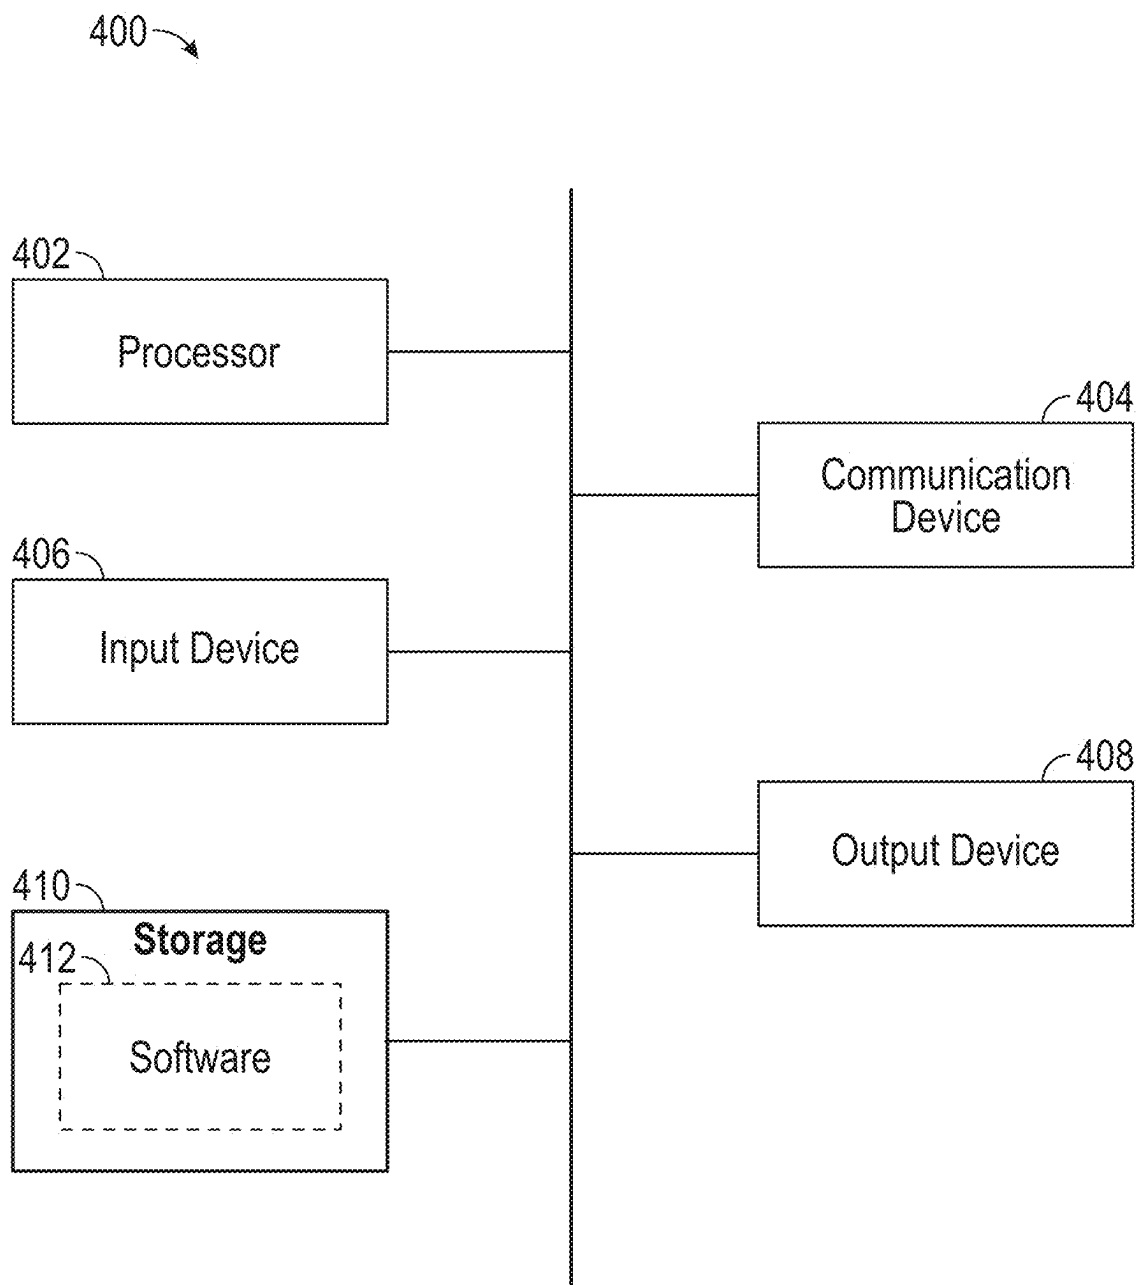 400
402
Processor
404
Communication
Device
406
Input Device
408
Output Device
410
Storage
412
Software